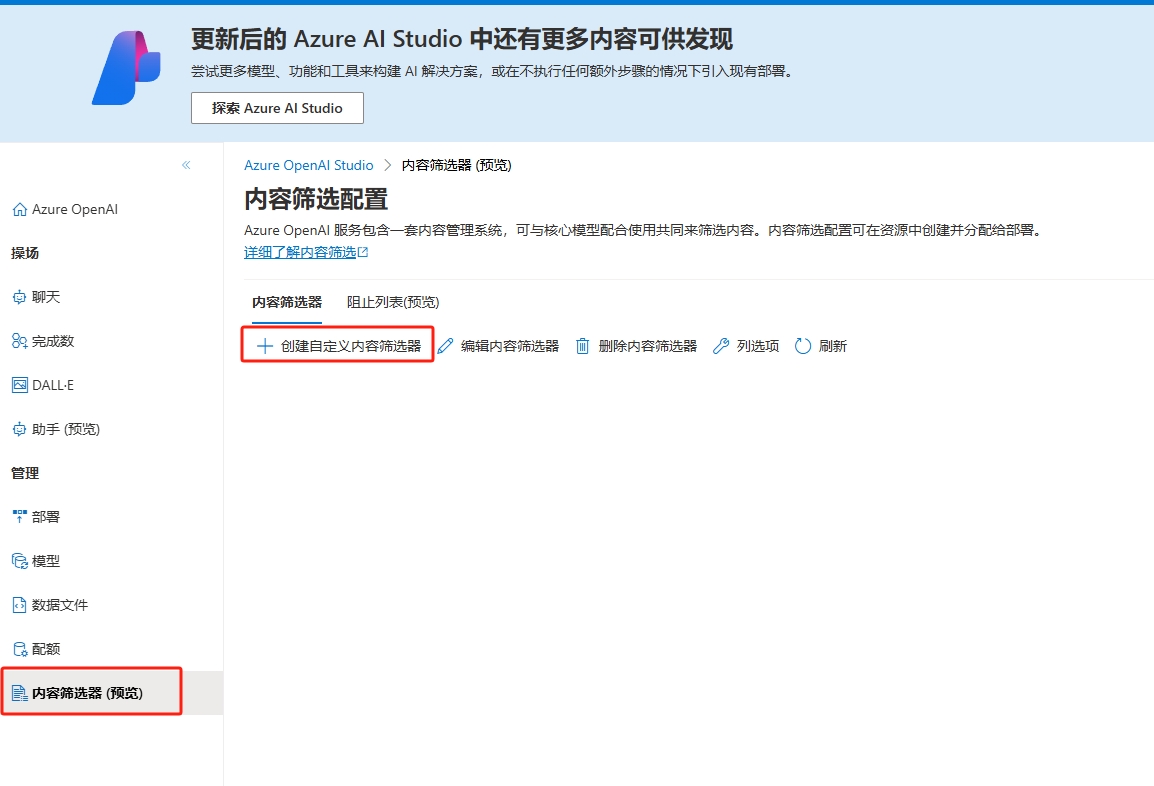 更新后的 Azure AI Studio 中还有更多内容可供发现
尝试更多模型、功能和工具来构建 AI 解决方案，或在不执行任何额外步骤的情况下引入现有部署。
探索 Azure AI Studio
Azure OpenAI
操场
聊天
完成数
DALL·E
助手 (预览)
管理
部署
模型
数据文件
配额
内容筛选器 (预览)
Azure OpenAI Studio > 内容筛选器 (预览)
内容筛选配置
Azure OpenAI 服务包含一套内容管理系统，可与核心模型配合使用共同来筛选内容。内容筛选配置可在资源中创建并分配给部署。
详细了解内容筛选
内容筛选器 阻止列表(预览)
创建自定义内容筛选器 编辑内容筛选器 删除内容筛选器 列选项 刷新